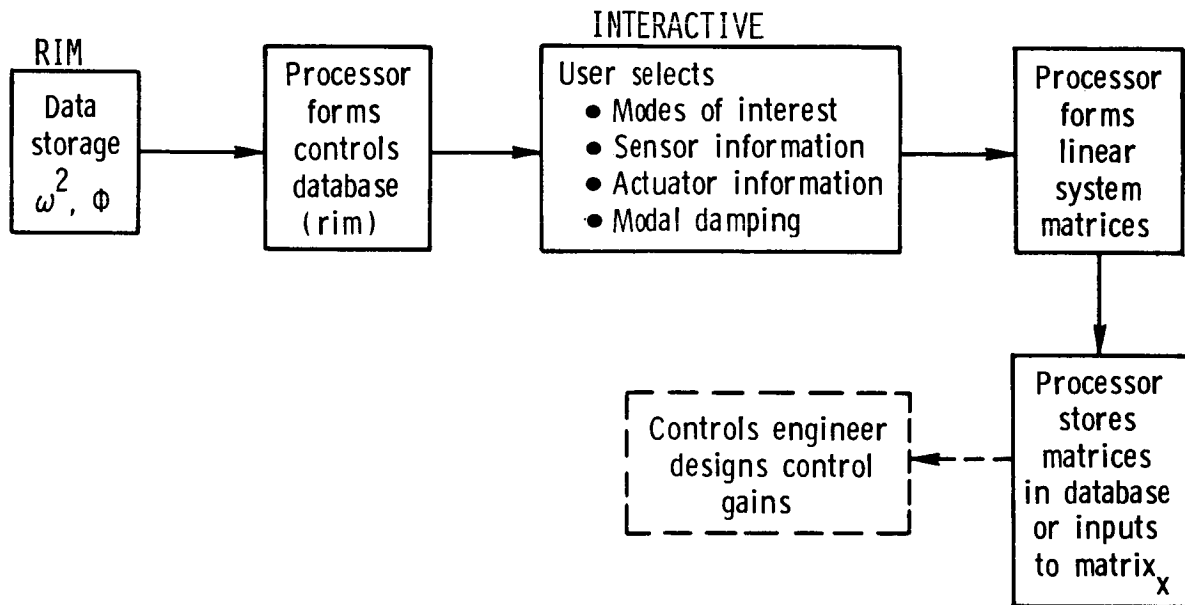 RIM
Data
storage
ω², Φ
Processor
forms
controls
database
(rim)
INTERACTIVE
User selects
● Modes of interest
● Sensor information
● Actuator information
● Modal damping
Processor
forms
linear
system
matrices
Processor
stores
matrices
in database
or inputs
to matrixₓ
Controls engineer
designs control
gains